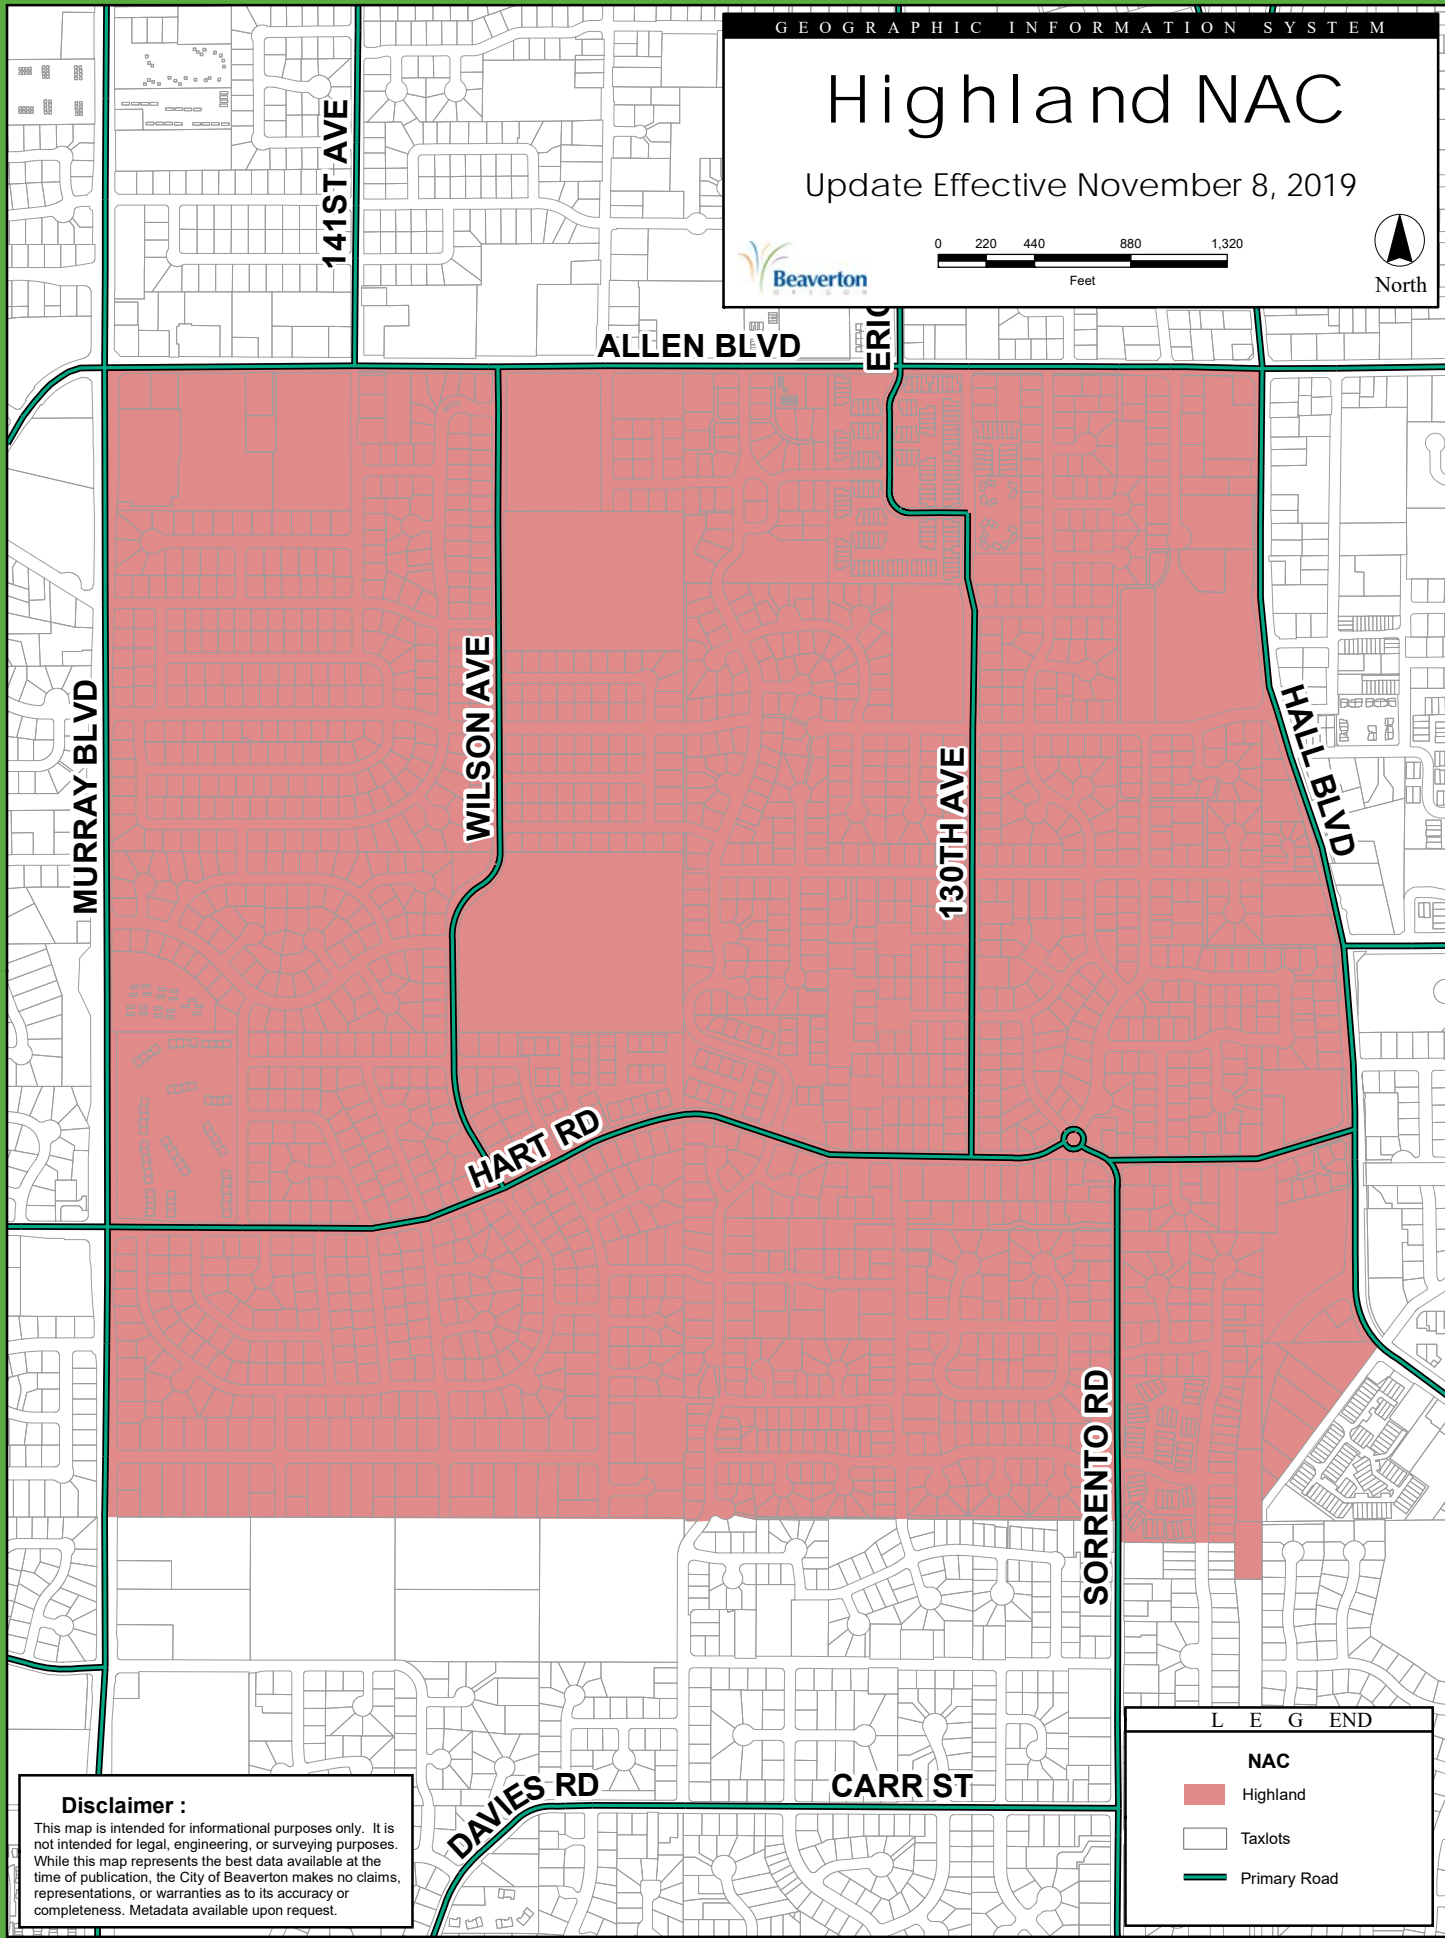 GEOGRAPHIC INFORMATION SYSTEM
Highland NAC
Update Effective November 8, 2019
0 220 440 880 1,320
Feet
Beaverton
OREGON
North
141ST AVE
ALLEN BLVD
ERIC
MURRAY BLVD
WILSON AVE
130TH AVE
HALL BLVD
HART RD
SORRENTO RD
DAVIES RD
CARR ST
Disclaimer :
This map is intended for informational purposes only. It is
not intended for legal, engineering, or surveying purposes.
While this map represents the best data available at the
time of publication, the City of Beaverton makes no claims,
representations, or warranties as to its accuracy or
completeness. Metadata available upon request.
L E G END
NAC
Highland
Taxlots
Primary Road